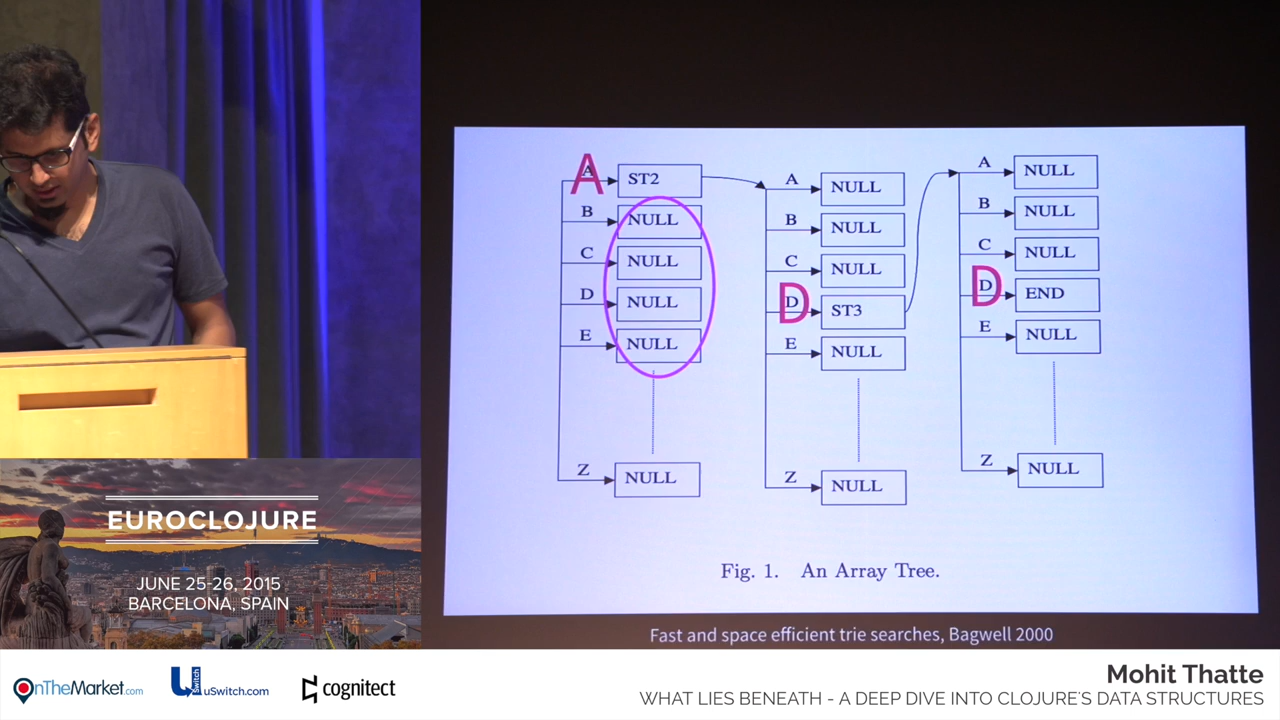 A ST2
B NULL
C NULL
D NULL
E NULL
Z NULL
A NULL
B NULL
C NULL
D ST3
E NULL
Z NULL
A NULL
B NULL
C NULL
D END
E NULL
Z NULL
A
D
D
Fig. 1. An Array Tree.
Fast and space efficient trie searches, Bagwell 2000
EUROCLOJURE
JUNE 25-26, 2015
BARCELONA, SPAIN
OnTheMarket.com
U Switch uSwitch.com
cognitect
Mohit Thatte
WHAT LIES BENEATH - A DEEP DIVE INTO CLOJURE'S DATA STRUCTURES